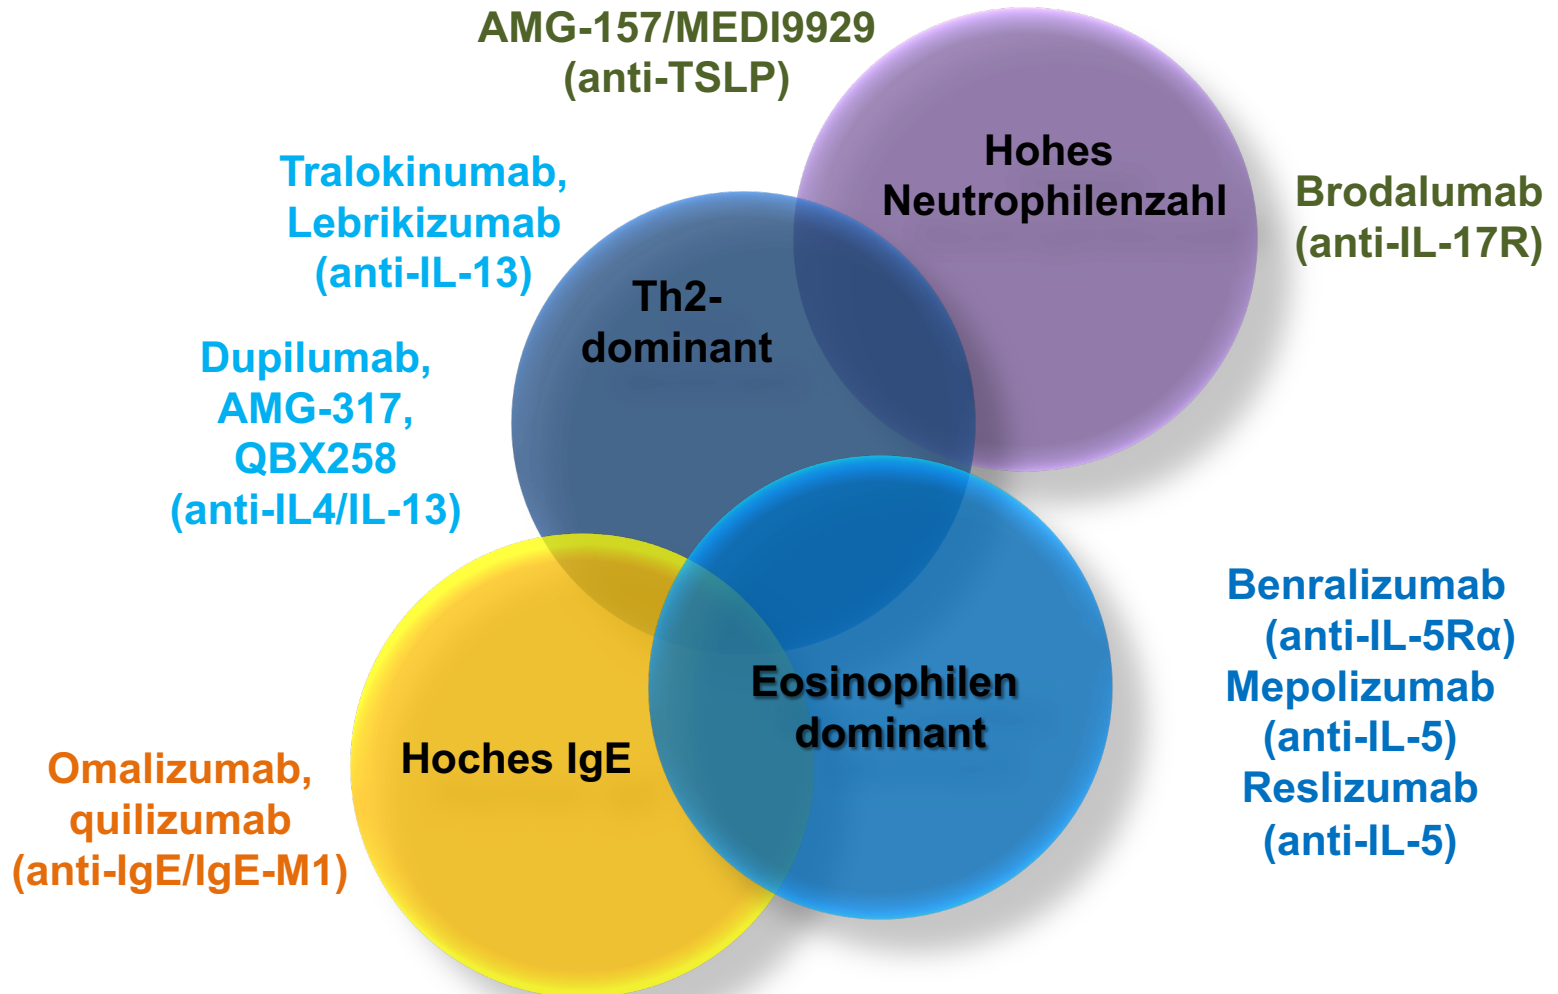 AMG-157/MEDI9929
(anti-TSLP)
Hohes
Neutrophilenzahl
Brodalumab
(anti-IL-17R)
Tralokinumab,
Lebrikizumab
(anti-IL-13)
Th2-
dominant
Dupilumab,
AMG-317,
QBX258
(anti-IL4/IL-13)
Benralizumab
(anti-IL-5Rα)
Mepolizumab
(anti-IL-5)
Reslizumab
(anti-IL-5)
Eosinophilen
dominant
Hoches IgE
Omalizumab,
quilizumab
(anti-IgE/IgE-M1)